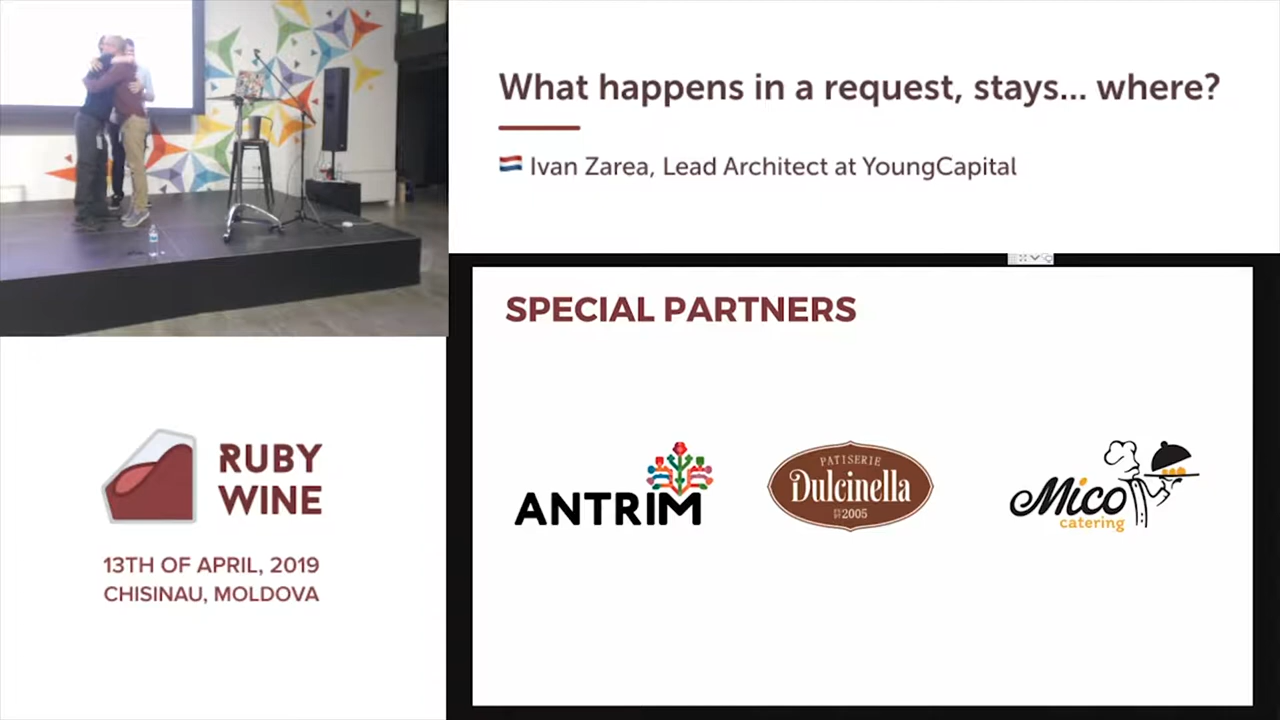 What happens in a request, stays... where?
Ivan Zarea, Lead Architect at YoungCapital
SPECIAL PARTNERS
ANTRIM
PATISERIE
Dulcinella
EST 2005
Mico
catering
RUBY
WINE
13TH OF APRIL, 2019
CHISINAU, MOLDOVA